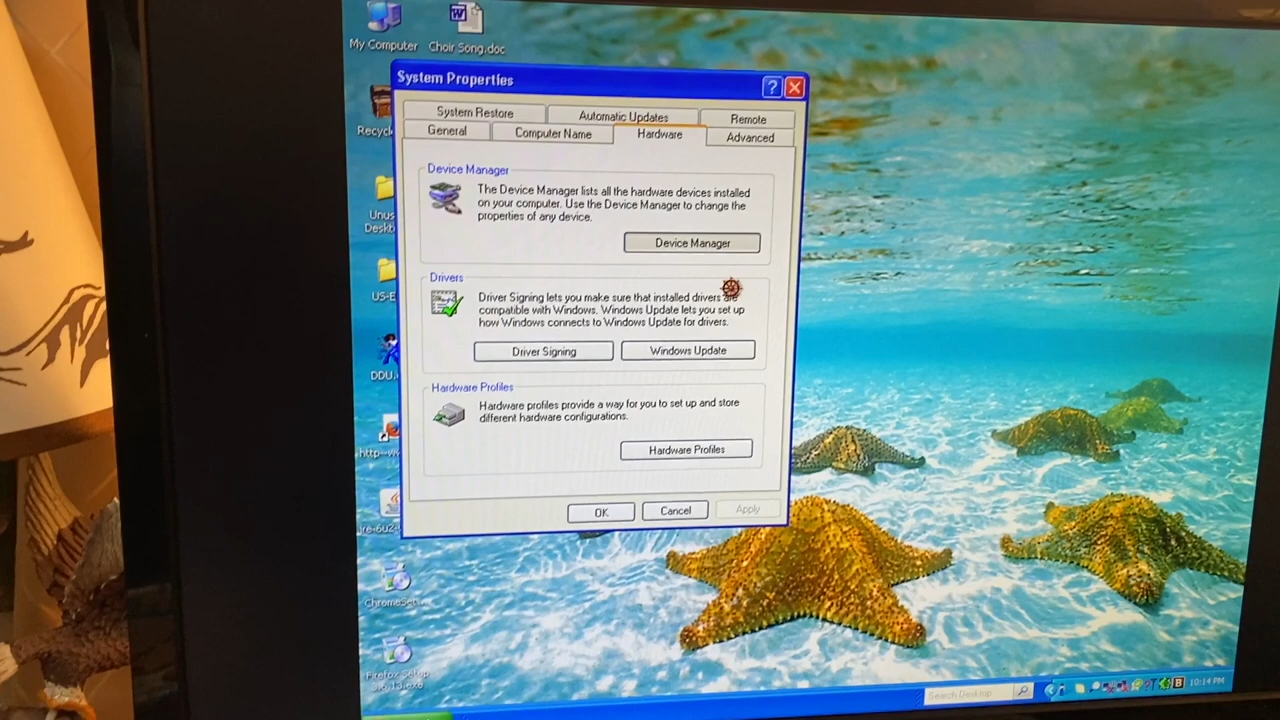 My Computer
Choir Song.doc
System Properties
System Restore
Automatic Updates
Remote
General
Computer Name
Hardware
Advanced
Device Manager
The Device Manager lists all the hardware devices installed
on your computer. Use the Device Manager to change the
properties of any device.
Device Manager
Drivers
Driver Signing lets you make sure that installed drivers are
compatible with Windows. Windows Update lets you set up
how Windows connects to Windows Update for drivers.
Driver Signing
Windows Update
Hardware Profiles
Hardware profiles provide a way for you to set up and store
different hardware configurations.
Hardware Profiles
OK
Cancel
Apply
Recycl
Unus
Deskt
US-E
DDU.
Firefox Setup
Search Desktop
10:14 PM